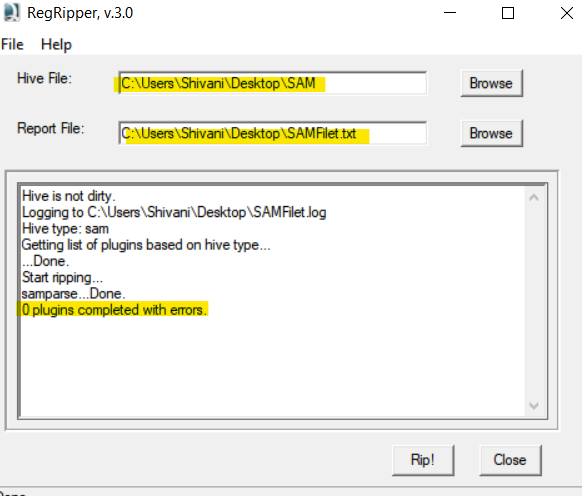 RegRipper, v.3.0
File Help
Hive File: C:\Users\Shivani\Desktop\SAM Browse
Report File: C:\Users\Shivani\Desktop\SAMFilet.txt Browse
Hive is not dirty.
Logging to C:\Users\Shivani\Desktop\SAMFilet.log
Hive type: sam
Getting list of plugins based on hive type...
...Done.
Start ripping...
samparse...Done.
0 plugins completed with errors.
Rip! Close